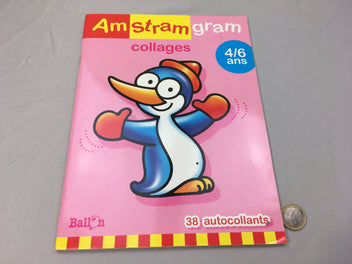 Am stram gram
collages
4/6
ans
Ballon
38 autocollants